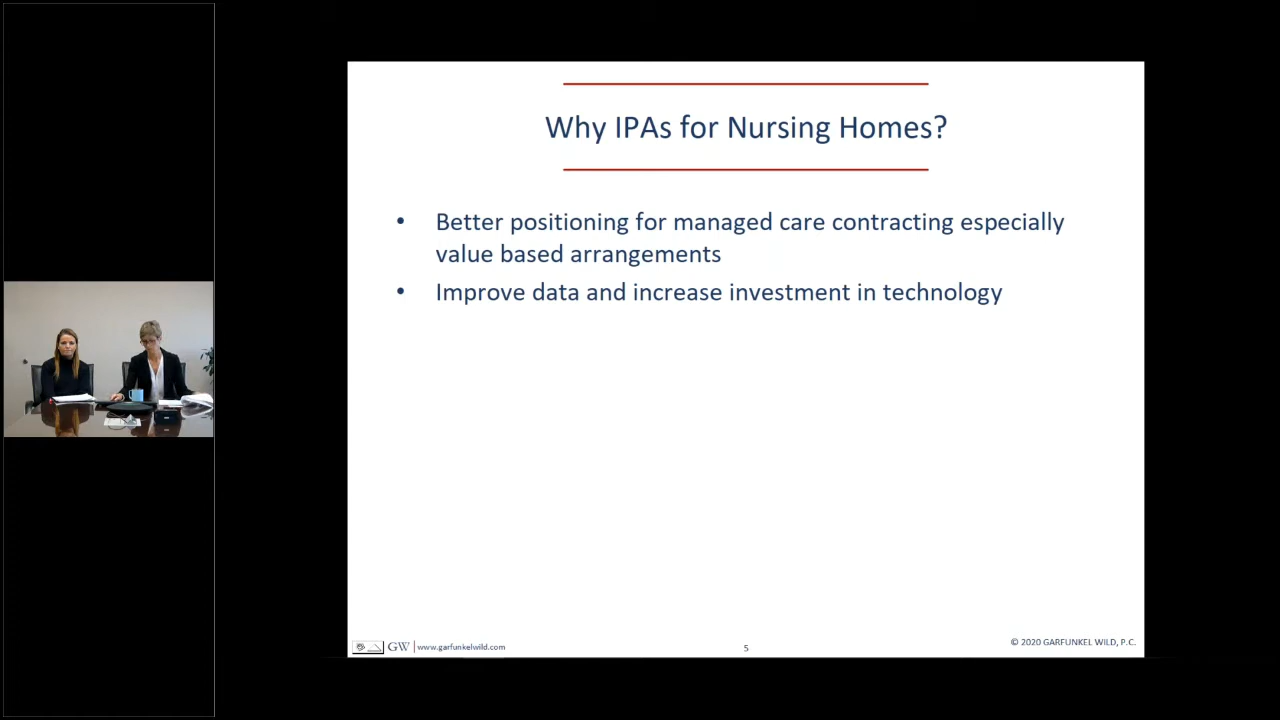 Why IPAs for Nursing Homes?
• Better positioning for managed care contracting especially
value based arrangements
• Improve data and increase investment in technology
GW www.garfunkelwild.com
5
© 2020 GARFUNKEL WILD, P.C.